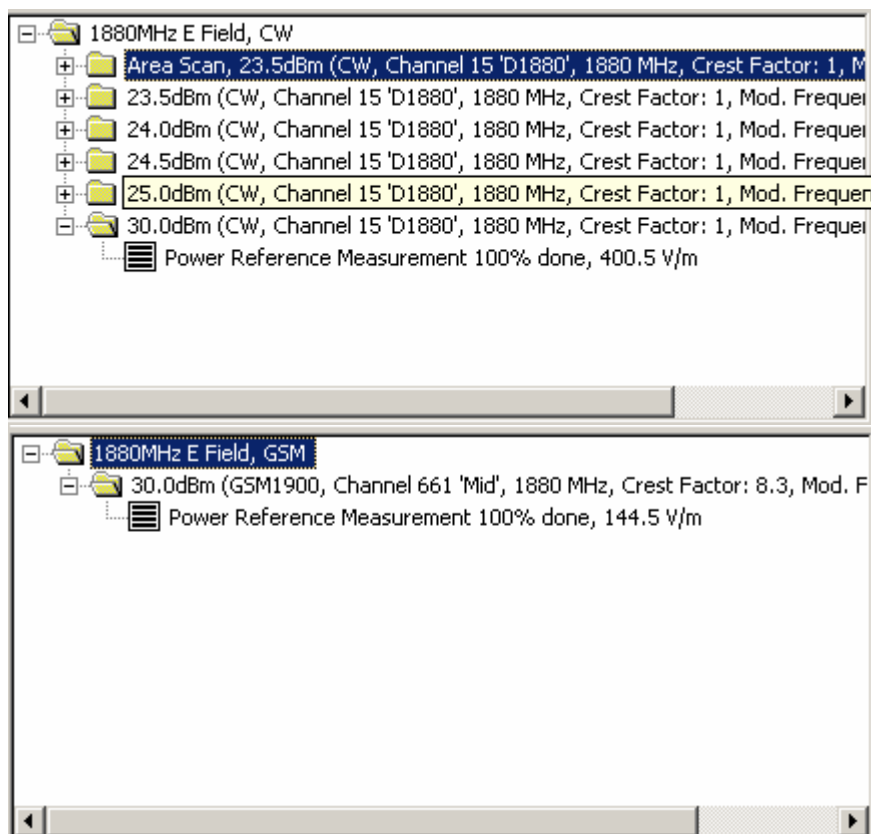 1880MHz E Field, CW
Area Scan, 23.5dBm (CW, Channel 15 'D1880', 1880 MHz, Crest Factor: 1, M
23.5dBm (CW, Channel 15 'D1880', 1880 MHz, Crest Factor: 1, Mod. Frequen
24.0dBm (CW, Channel 15 'D1880', 1880 MHz, Crest Factor: 1, Mod. Frequen
24.5dBm (CW, Channel 15 'D1880', 1880 MHz, Crest Factor: 1, Mod. Frequen
25.0dBm (CW, Channel 15 'D1880', 1880 MHz, Crest Factor: 1, Mod. Frequen
30.0dBm (CW, Channel 15 'D1880', 1880 MHz, Crest Factor: 1, Mod. Frequen
Power Reference Measurement 100% done, 400.5 V/m
1880MHz E Field, GSM
30.0dBm (GSM1900, Channel 661 'Mid', 1880 MHz, Crest Factor: 8.3, Mod. F
Power Reference Measurement 100% done, 144.5 V/m